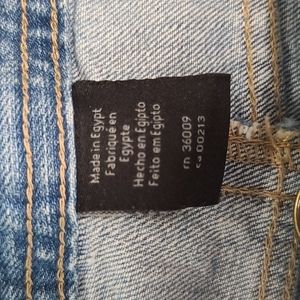 Made in Egypt
Fabriqué en
Egypte
Hecho en Egipto
Feito em Egipto
rn 36009
ca 00213